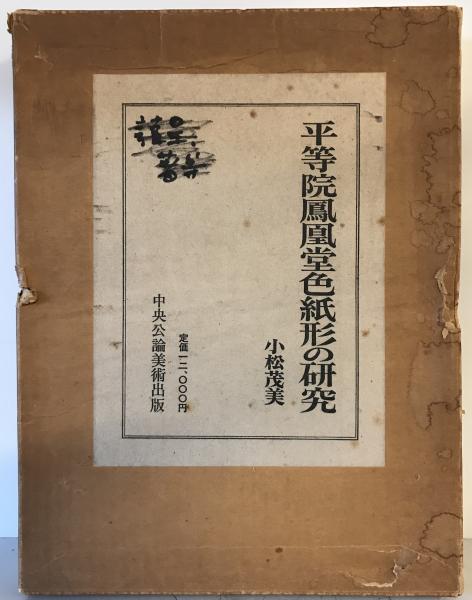 平等院鳳凰堂色紙形の研究
小松茂美
定価一二、〇〇〇円
中央公論美術出版